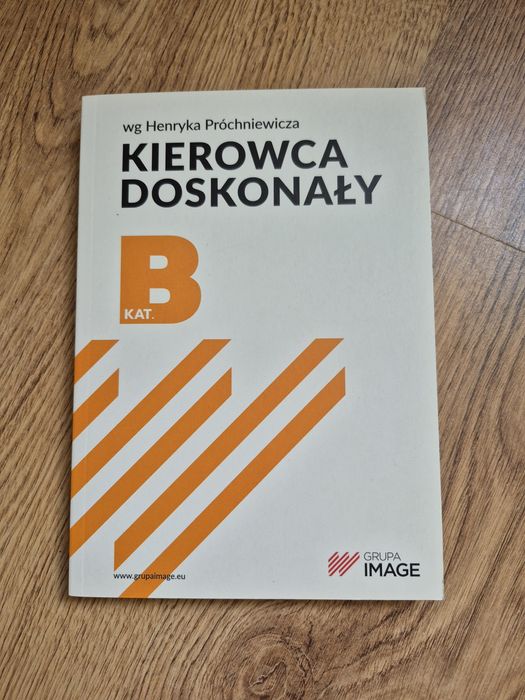 wg Henryka Próchniewicza
KIEROWCA
DOSKONAŁY
B
KAT.
www.grupaimage.eu
GRUPA
IMAGE